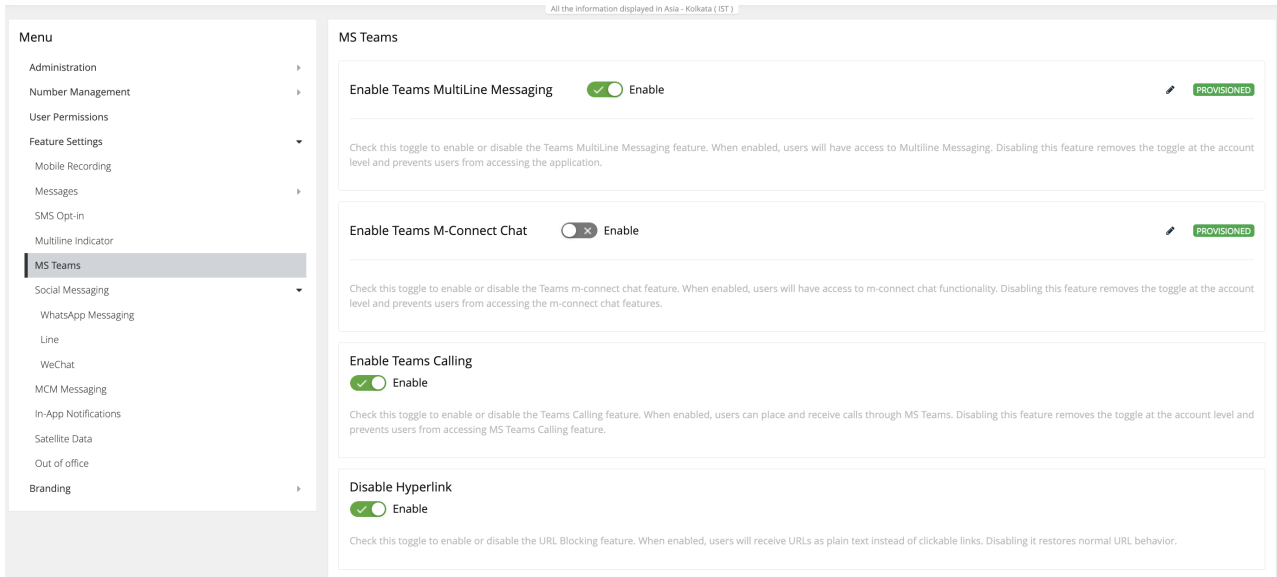 All the information displayed in Asia - Kolkata ( IST )
Menu
Administration
Number Management
User Permissions
Feature Settings
Mobile Recording
Messages
SMS Opt-in
Multiline Indicator
MS Teams
Social Messaging
WhatsApp Messaging
Line
WeChat
MCM Messaging
In-App Notifications
Satellite Data
Out of office
Branding
MS Teams
Enable Teams MultiLine Messaging Enable PROVISIONED
Check this toggle to enable or disable the Teams MultiLine Messaging feature. When enabled, users will have access to Multiline Messaging. Disabling this feature removes the toggle at the account
level and prevents users from accessing the application.
Enable Teams M-Connect Chat Enable PROVISIONED
Check this toggle to enable or disable the Teams m-connect chat feature. When enabled, users will have access to m-connect chat functionality. Disabling this feature removes the toggle at the account
level and prevents users from accessing the m-connect chat features.
Enable Teams Calling
Enable
Check this toggle to enable or disable the Teams Calling feature. When enabled, users can place and receive calls through MS Teams. Disabling this feature removes the toggle at the account level and
prevents users from accessing MS Teams Calling feature.
Disable Hyperlink
Enable
Check this toggle to enable or disable the URL Blocking feature. When enabled, users will receive URLs as plain text instead of clickable links. Disabling it restores normal URL behavior.